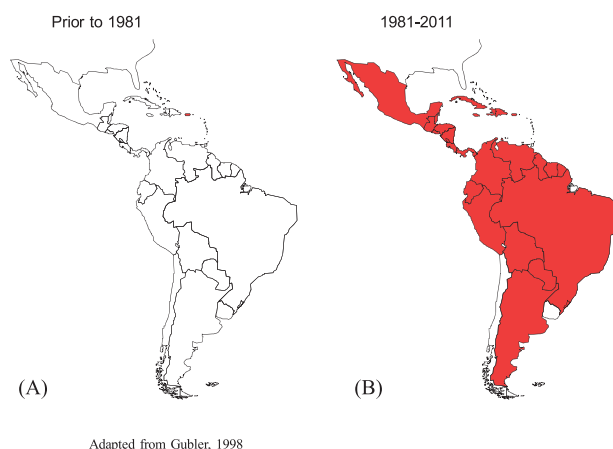 Prior to 1981
1981-2011
(A)
(B)
Adapted from Gubler, 1998